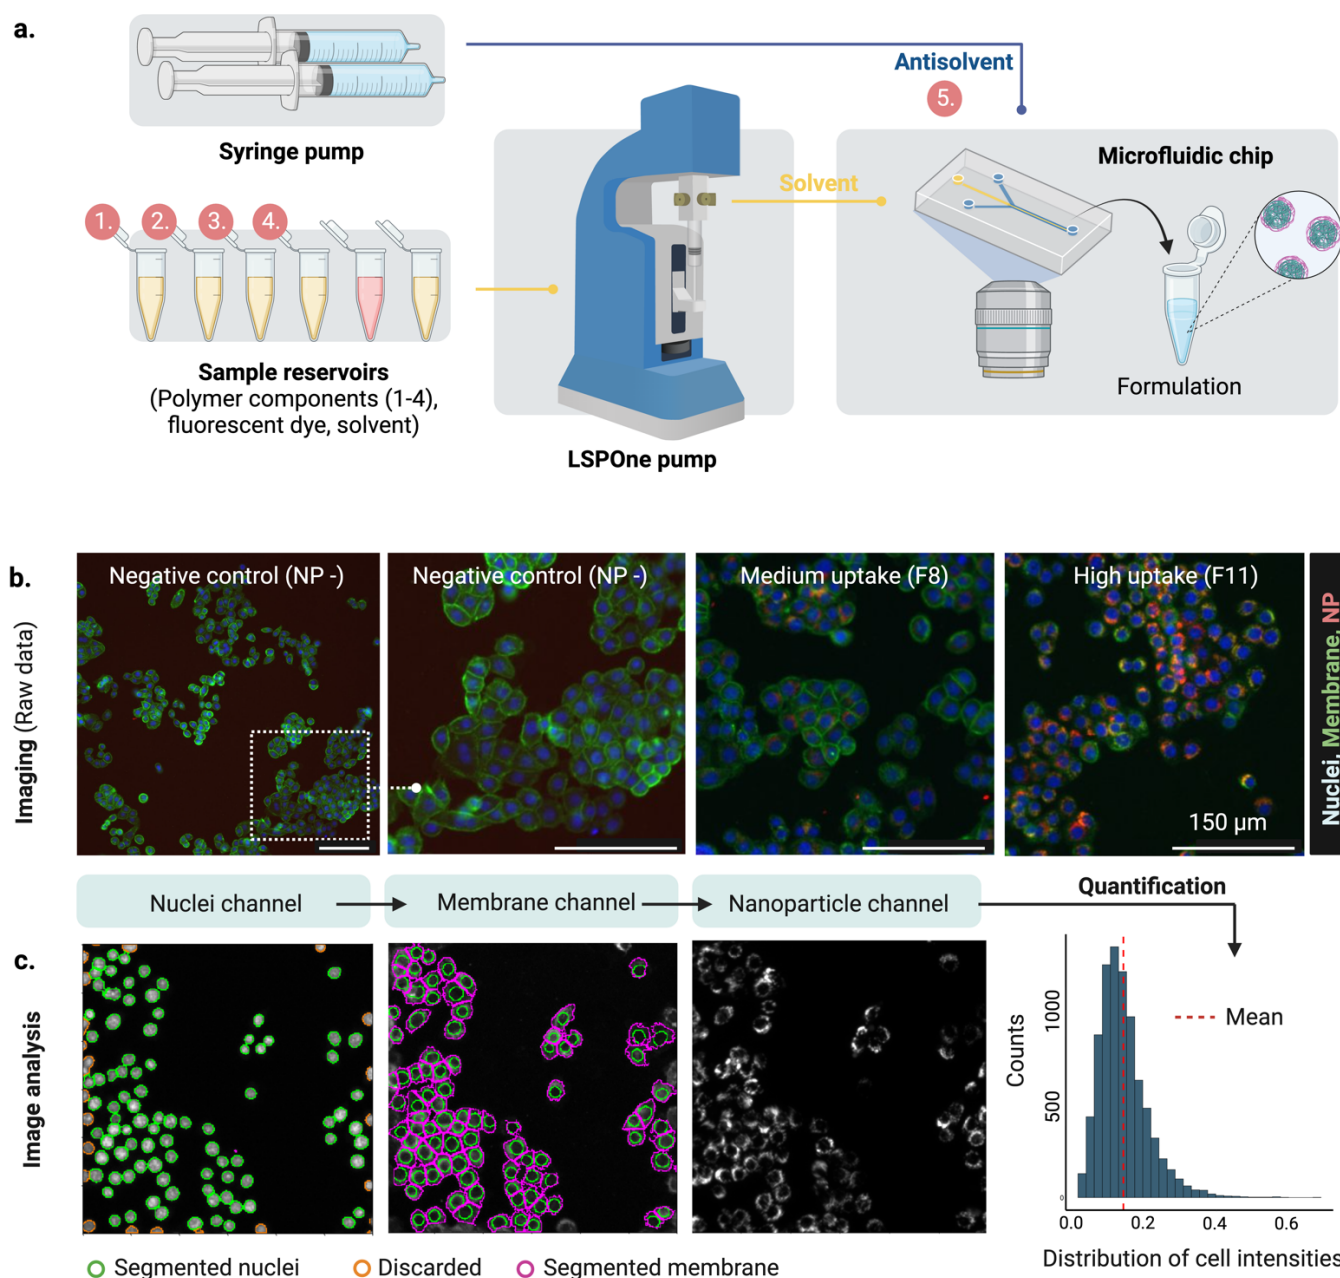 a.
Syringe pump
Antisolvent
5.
Microfluidic chip
Solvent
1.
2.
3.
4.
Sample reservoirs
(Polymer components (1-4),
fluorescent dye, solvent)
LSPOne pump
Formulation
b.
Imaging (Raw data)
Negative control (NP -)
Negative control (NP -)
Medium uptake (F8)
High uptake (F11)
150 µm
Nuclei, Membrane, NP
Nuclei channel
Membrane channel
Nanoparticle channel
Quantification
c.
Image analysis
Counts
1000
500
0
Mean
0.0
0.2
0.4
0.6
Distribution of cell intensities
Segmented nuclei
Discarded
Segmented membrane